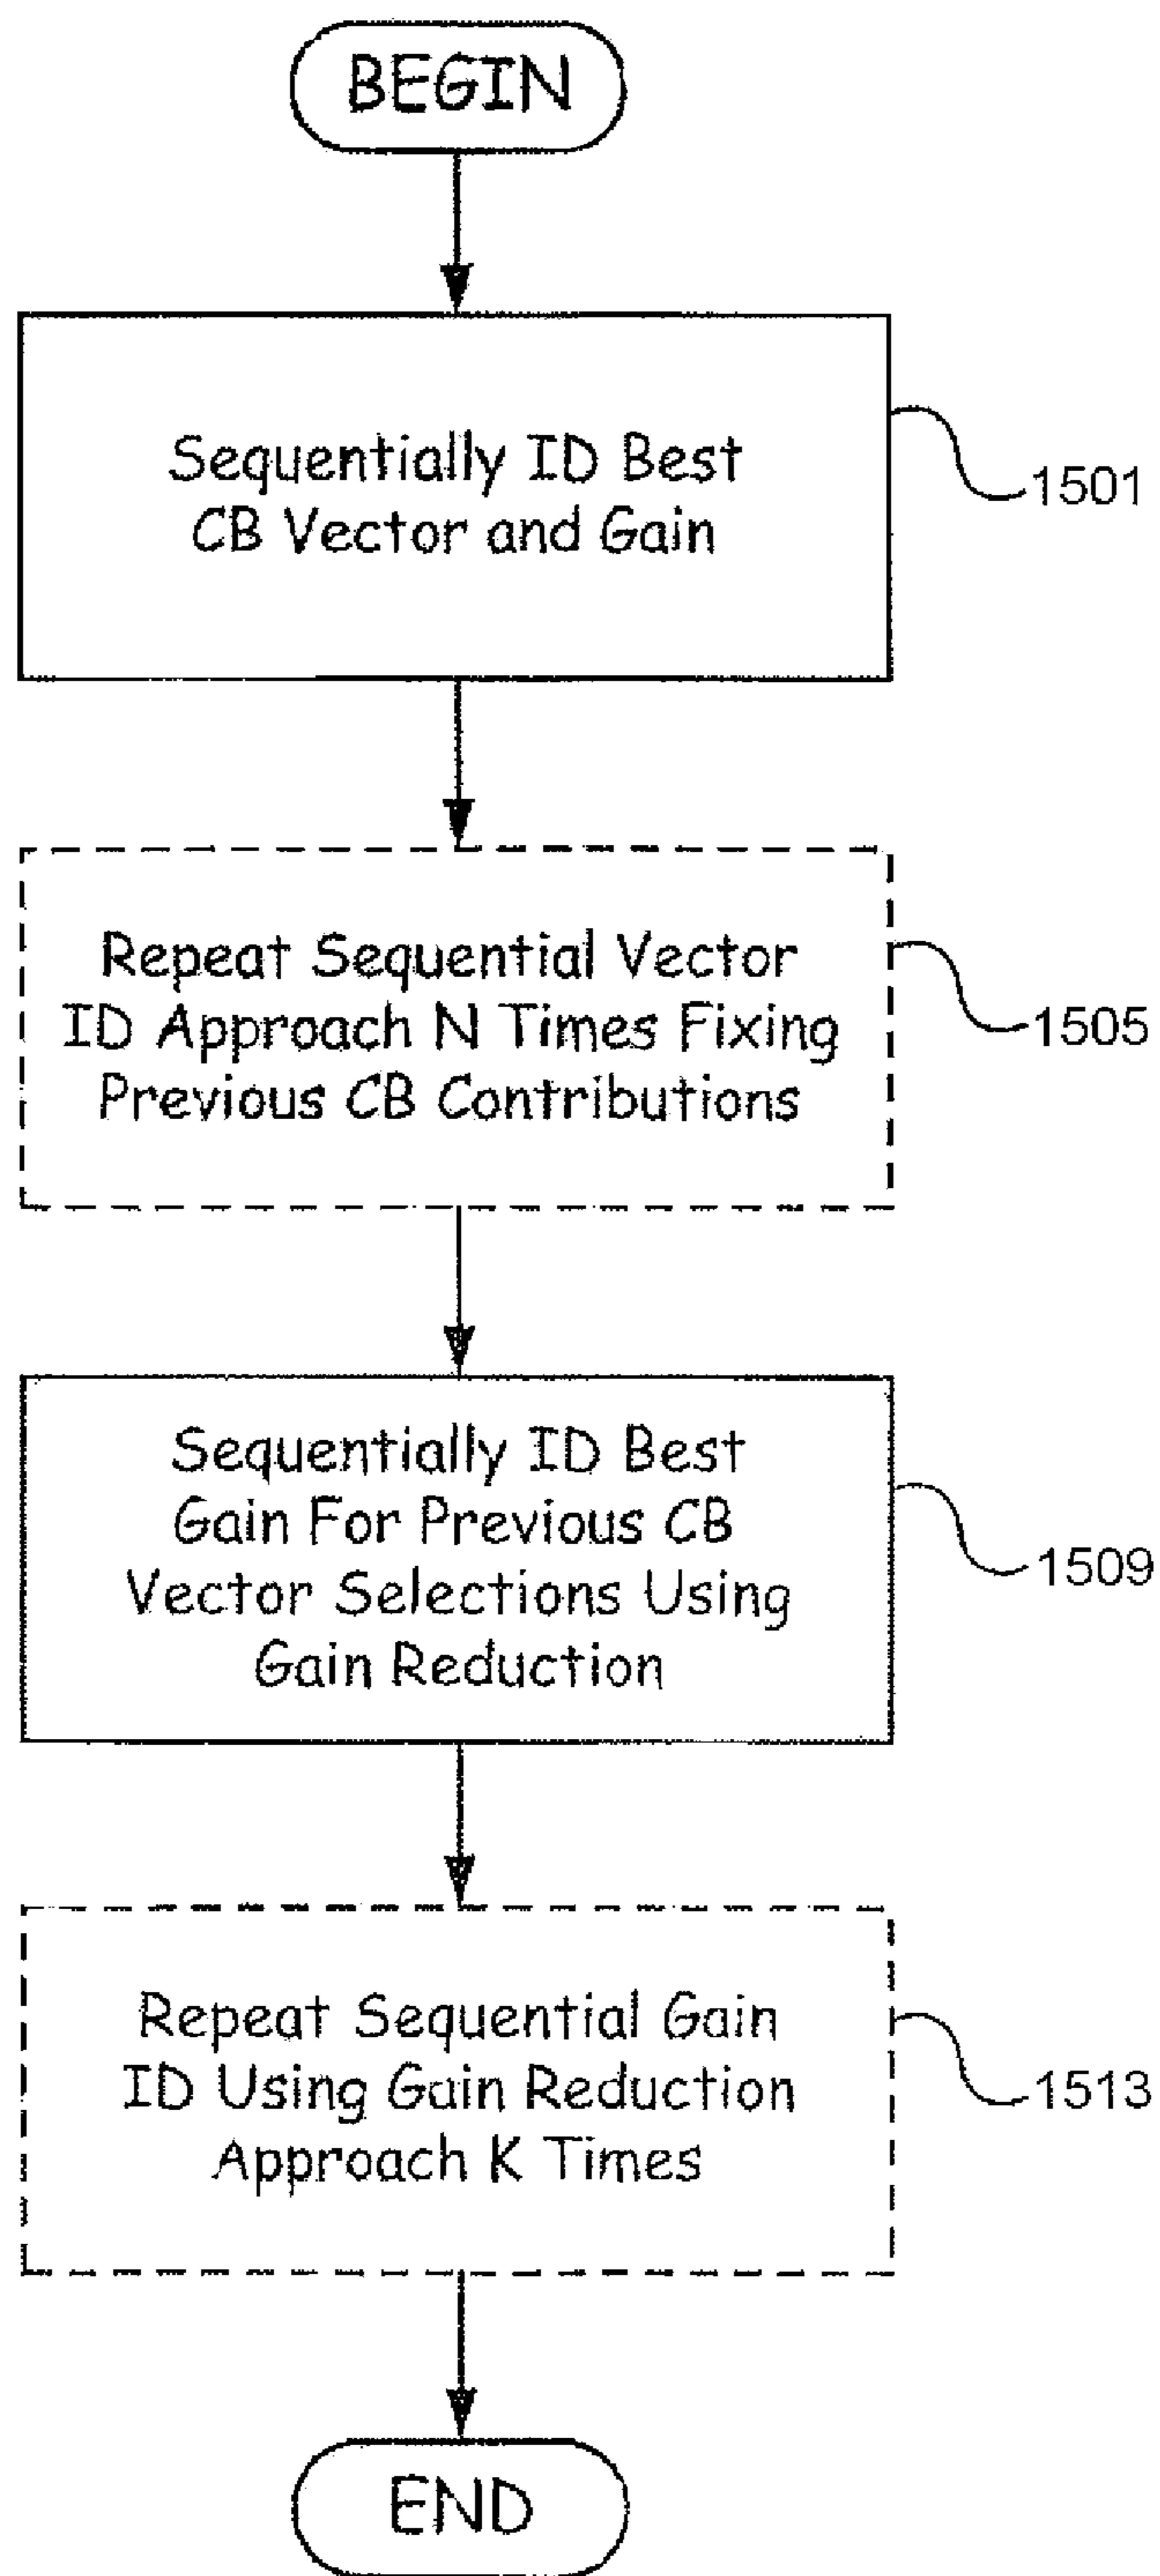 BEGIN
Sequentially ID Best
CB Vector and Gain
1501
Repeat Sequential Vector
ID Approach N Times Fixing
Previous CB Contributions
1505
Sequentially ID Best
Gain For Previous CB
Vector Selections Using
Gain Reduction
1509
Repeat Sequential Gain
ID Using Gain Reduction
Approach K Times
1513
END